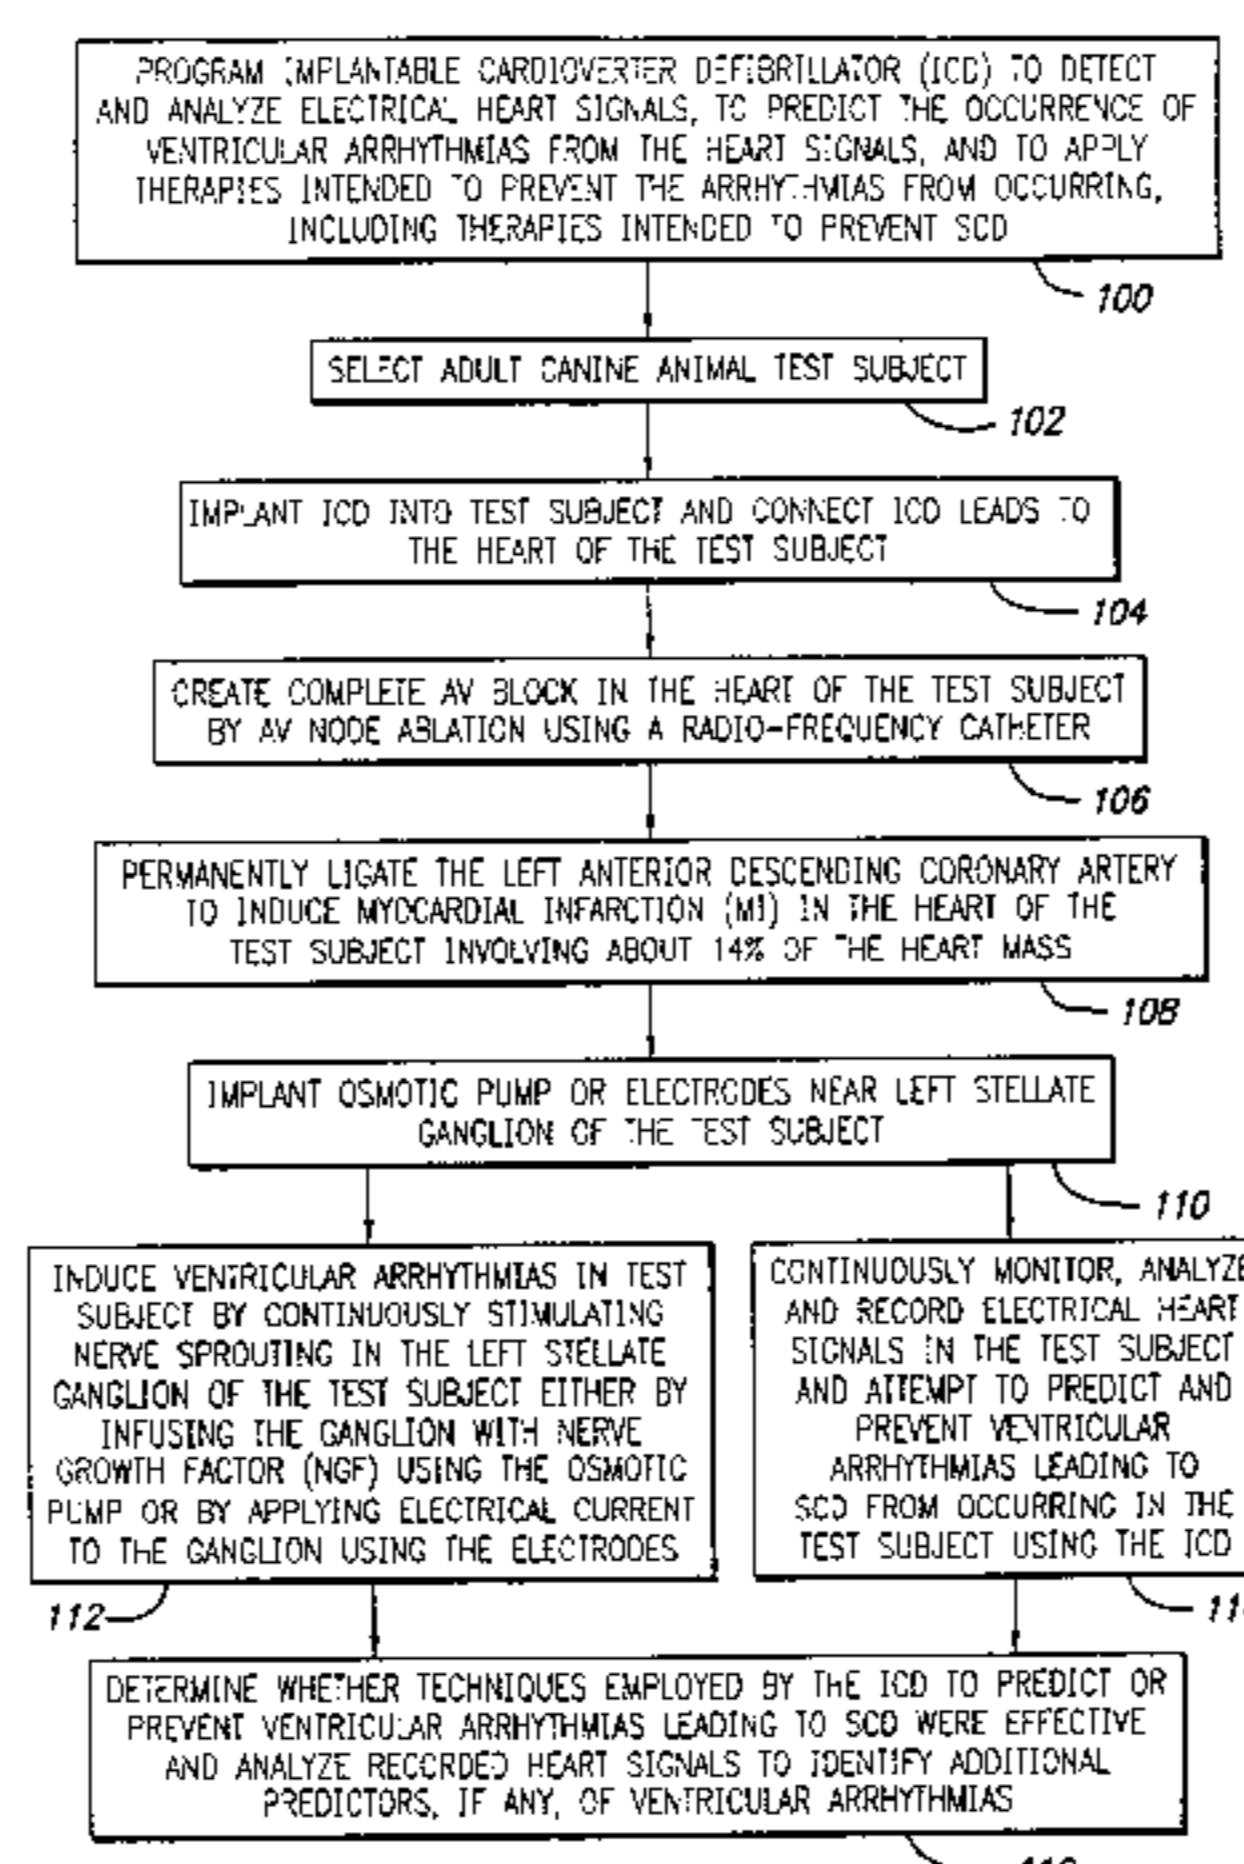 PROGRAM IMPLANTABLE CARDIOVERTER DEFIBRILLATOR (ICD) TO DETECT
AND ANALYZE ELECTRICAL HEART SIGNALS, TO PREDICT THE OCCURRENCE OF
VENTRICULAR ARRHYTHMIAS FROM THE HEART SIGNALS, AND TO APPLY
THERAPIES INTENDED TO PREVENT THE ARRHYTHMIAS FROM OCCURRING,
INCLUDING THERAPIES INTENDED TO PREVENT SCD
100
SELECT ADULT CANINE ANIMAL TEST SUBJECT
102
IMPLANT ICD INTO TEST SUBJECT AND CONNECT ICD LEADS TO
THE HEART OF THE TEST SUBJECT
104
CREATE COMPLETE AV BLOCK IN THE HEART OF THE TEST SUBJECT
BY AV NODE ABLATION USING A RADIO-FREQUENCY CATHETER
106
PERMANENTLY LIGATE THE LEFT ANTERIOR DESCENDING CORONARY ARTERY
TO INDUCE MYOCARDIAL INFARCTION (MI) IN THE HEART OF THE
TEST SUBJECT INVOLVING ABOUT 14% OF THE HEART MASS
108
IMPLANT OSMOTIC PUMP OR ELECTRODES NEAR LEFT STELLATE
GANGLION OF THE TEST SUBJECT
110
INDUCE VENTRICULAR ARRHYTHMIAS IN TEST
SUBJECT BY CONTINUOUSLY STIMULATING
NERVE SPROUTING IN THE LEFT STELLATE
GANGLION OF THE TEST SUBJECT EITHER BY
INFUSING THE GANGLION WITH NERVE
GROWTH FACTOR (NGF) USING THE OSMOTIC
PUMP OR BY APPLYING ELECTRICAL CURRENT
TO THE GANGLION USING THE ELECTRODES
112
CONTINUOUSLY MONITOR, ANALYZE
AND RECORD ELECTRICAL HEART
SIGNALS IN THE TEST SUBJECT
AND ATTEMPT TO PREDICT AND
PREVENT VENTRICULAR
ARRHYTHMIAS LEADING TO
SCD FROM OCCURRING IN THE
TEST SUBJECT USING THE ICD
DETERMINE WHETHER TECHNIQUES EMPLOYED BY THE ICD TO PREDICT OR
PREVENT VENTRICULAR ARRHYTHMIAS LEADING TO SCD WERE EFFECTIVE
AND ANALYZE RECORDED HEART SIGNALS TO IDENTIFY ADDITIONAL
PREDICTORS, IF ANY, OF VENTRICULAR ARRHYTHMIAS